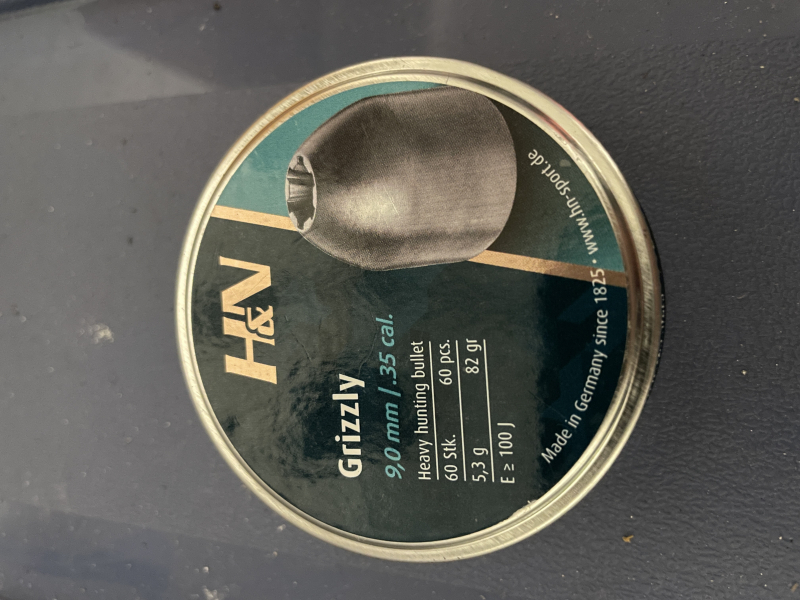 H&N
Grizzly
9,0 mm / .35 cal.
Heavy hunting bullet
60 Stk. 60 pcs.
5,3 g 82 gr
E ≥ 100 J
Made in Germany since 1825 • www.hn-sport.de